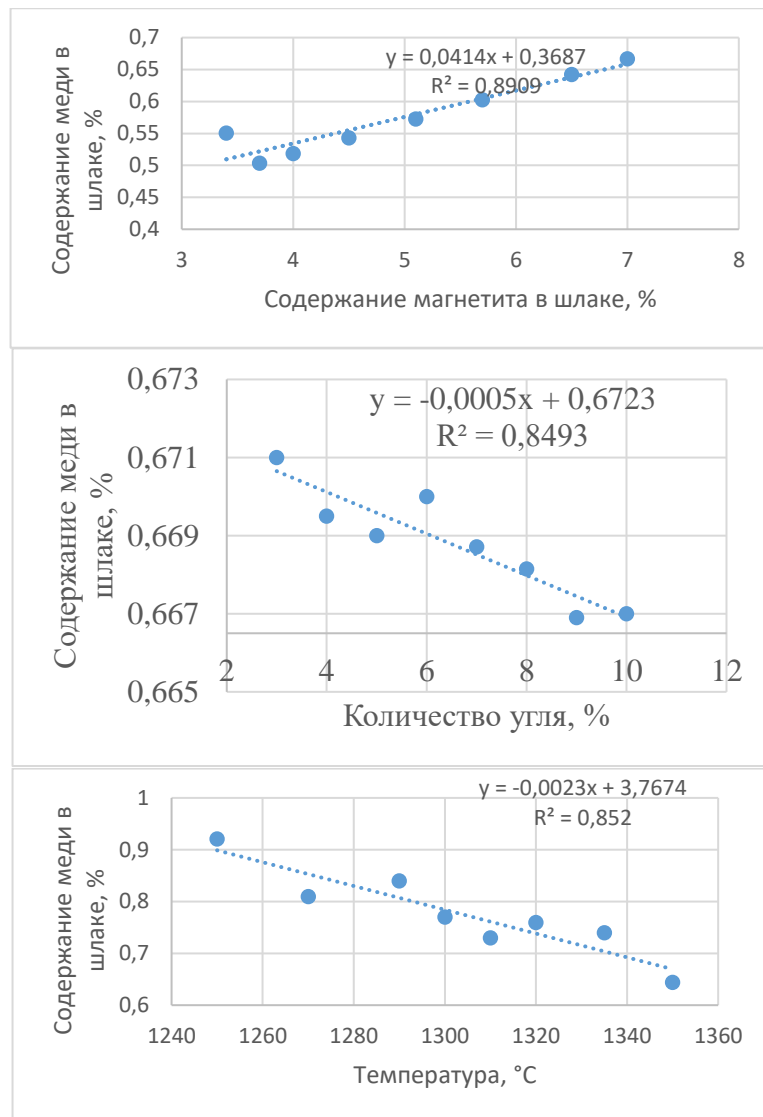 0,7
0,65
0,6
0,55
0,5
0,45
0,4
y = 0,0414x + 0,3687
R² = 0,8909
Содержание меди в
шлаке, %
3 4 5 6 7 8
Содержание магнетита в шлаке, %
0,673
0,671
0,669
0,667
0,665
y = -0,0005x + 0,6723
R² = 0,8493
Содержание меди в
шлаке, %
2 4 6 8 10 12
Количество угля, %
1
0,9
0,8
0,7
0,6
y = -0,0023x + 3,7674
R² = 0,852
Содержание меди в
шлаке, %
1240 1260 1280 1300 1320 1340 1360
Температура, °C